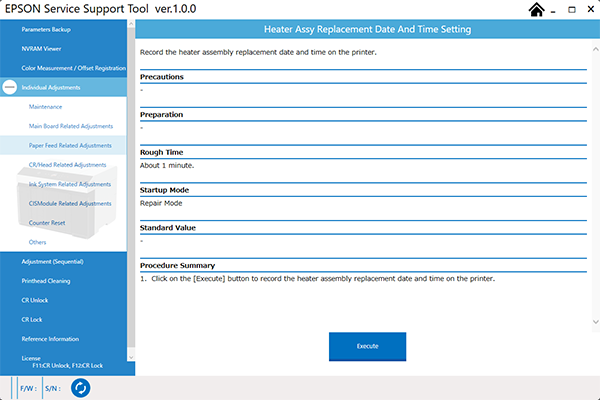 EPSON Service Support Tool ver.1.0.0
Parameters Backup
NVRAM Viewer
Color Measurement / Offset Registration
Individual Adjustments
Maintenance
Main Board Related Adjustments
Paper Feed Related Adjustments
CR/Head Related Adjustments
Ink System Related Adjustments
CISModule Related Adjustments
Counter Reset
Others
Adjustment (Sequential)
Printhead Cleaning
CR Unlock
CR Lock
Reference Information
License
F11:CR Unlock, F12:CR Lock
Heater Assy Replacement Date And Time Setting
Record the heater assembly replacement date and time on the printer.
Precautions
-
Preparation
-
Rough Time
About 1 minute.
Startup Mode
Repair Mode
Standard Value
-
Procedure Summary
1. Click on the [Execute] button to record the heater assembly replacement date and time on the printer.
Execute
F/W : S/N :